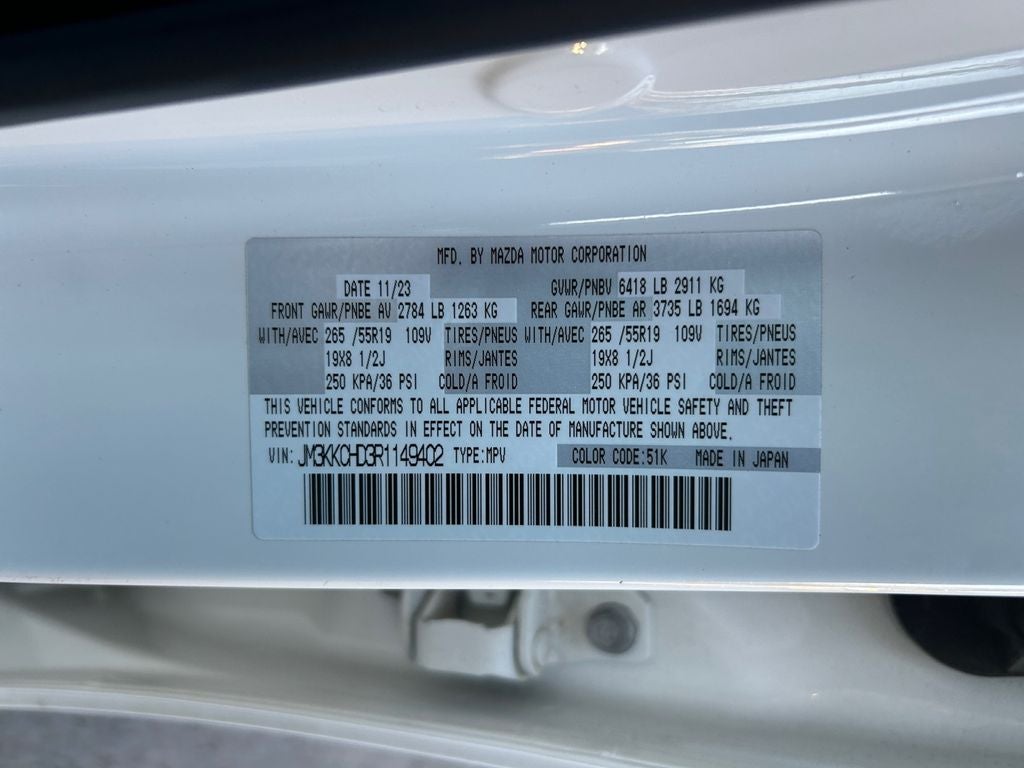 MFD. BY MAZDA MOTOR CORPORATION
DATE 11/23 GVWR/PNBV 6418 LB 2911 KG
FRONT GAWR/PNBE AV 2784 LB 1263 KG REAR GAWR/PNBE AR 3735 LB 1694 KG
WITH/AVEC 265 /55R19 109V TIRES/PNEUS WITH/AVEC 265 /55R19 109V TIRES/PNEUS
19X8 1/2J RIMS/JANTES 19X8 1/2J RIMS/JANTES
250 KPA/36 PSI COLD/A FROID 250 KPA/36 PSI COLD/A FROID
THIS VEHICLE CONFORMS TO ALL APPLICABLE FEDERAL MOTOR VEHICLE SAFETY AND THEFT
PREVENTION STANDARDS IN EFFECT ON THE DATE OF MANUFACTURE SHOWN ABOVE.
VIN: JM3KKCHD3R1149402 TYPE:MPV COLOR CODE:51K MADE IN JAPAN